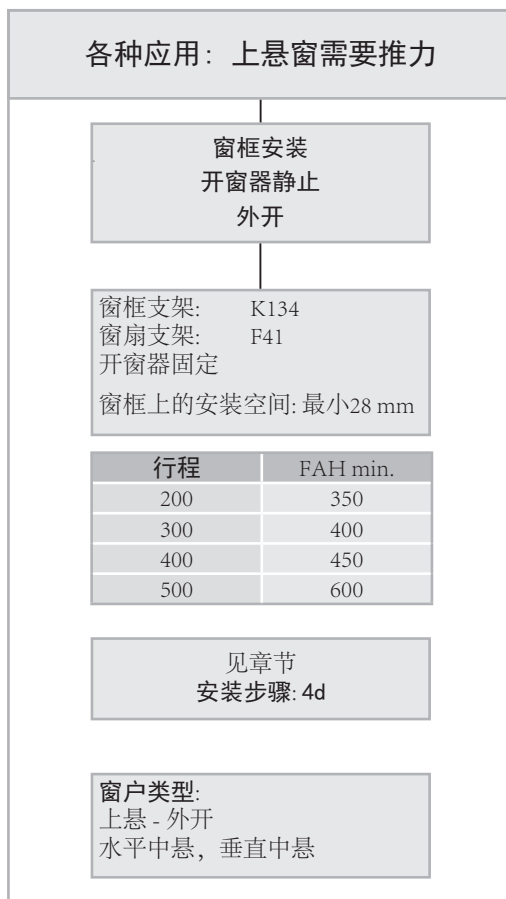 各种应用：上悬窗需要推力
窗框安装
开窗器静止
外开
窗框支架: K134
窗扇支架: F41
开窗器固定
窗框上的安装空间: 最小28 mm
行程 FAH min.
200 350
300 400
400 450
500 600
见章节
安装步骤: 4d
窗户类型:
上悬 - 外开
水平中悬，垂直中悬